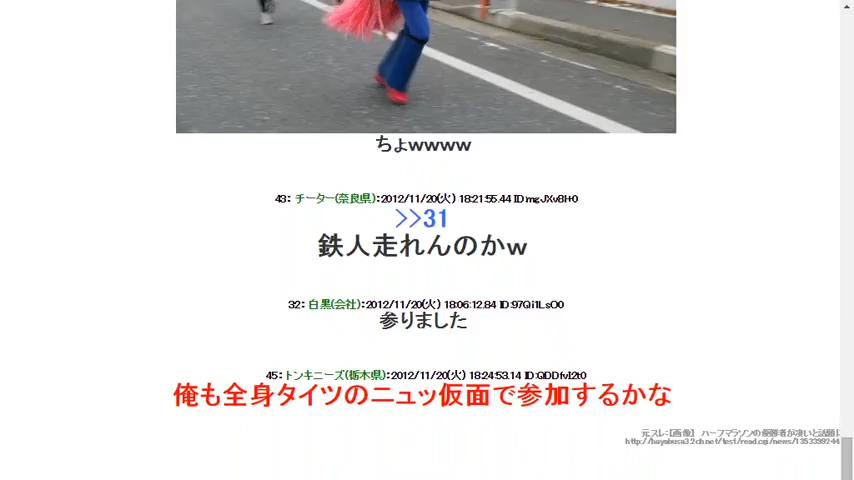 ちょwwww
43: チーター(奈良県):2012/11/20(火) 18:21:55.44 ID:mgJXv8H+0
>>31
鉄人走れんのかw
32: 白黒(会社):2012/11/20(火) 18:06:12.84 ID:97Qi1LsO0
参りました
45:トンキニーズ(栃木県):2012/11/20(火) 18:24:53.14 ID:QDDfvI2t0
俺も全身タイツのニュッ仮面で参加するかな
元スレ:【画像】 ハーフマラソンの優勝者が凄いと話題に
http://hayabusa3.2ch.net/test/read.cgi/news/1353399244